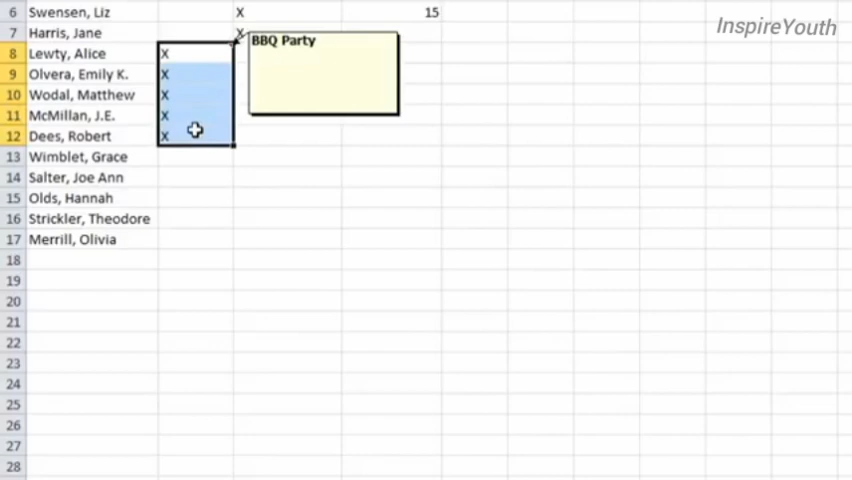 InspireYouth
6 Swensen, Liz X 15
7 Harris, Jane X
BBQ Party
8 Lewty, Alice X
9 Olvera, Emily K. X
10 Wodal, Matthew X
11 McMillan, J.E. X
12 Dees, Robert X
13 Wimblet, Grace
14 Salter, Joe Ann
15 Olds, Hannah
16 Strickler, Theodore
17 Merrill, Olivia
18
19
20
21
22
23
24
25
26
27
28